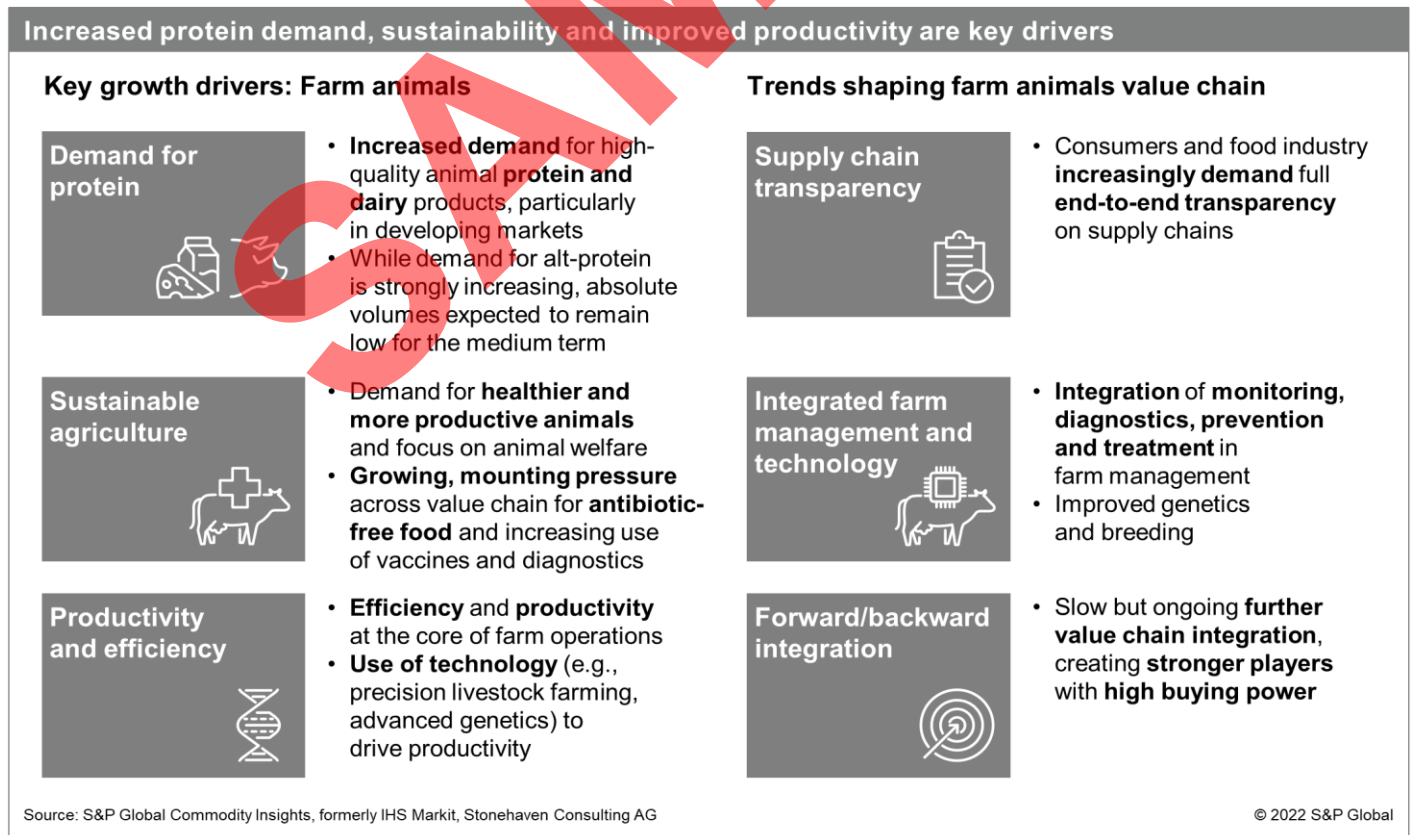 Increased protein demand, sustainability and improved productivity are key drivers
Key growth drivers: Farm animals
Demand for
protein
• Increased demand for high-
quality animal protein and
dairy products, particularly
in developing markets
• While demand for alt-protein
is strongly increasing, absolute
volumes expected to remain
low for the medium term
Sustainable
agriculture
• Demand for healthier and
more productive animals
and focus on animal welfare
• Growing, mounting pressure
across value chain for antibiotic-
free food and increasing use
of vaccines and diagnostics
Productivity
and efficiency
• Efficiency and productivity
at the core of farm operations
• Use of technology (e.g.,
precision livestock farming,
advanced genetics) to
drive productivity
Trends shaping farm animals value chain
Supply chain
transparency
• Consumers and food industry
increasingly demand full
end-to-end transparency
on supply chains
Integrated farm
management and
technology
• Integration of monitoring,
diagnostics, prevention
and treatment in
farm management
• Improved genetics
and breeding
Forward/backward
integration
• Slow but ongoing further
value chain integration,
creating stronger players
with high buying power
Source: S&P Global Commodity Insights, formerly IHS Markit, Stonehaven Consulting AG
© 2022 S&P Global